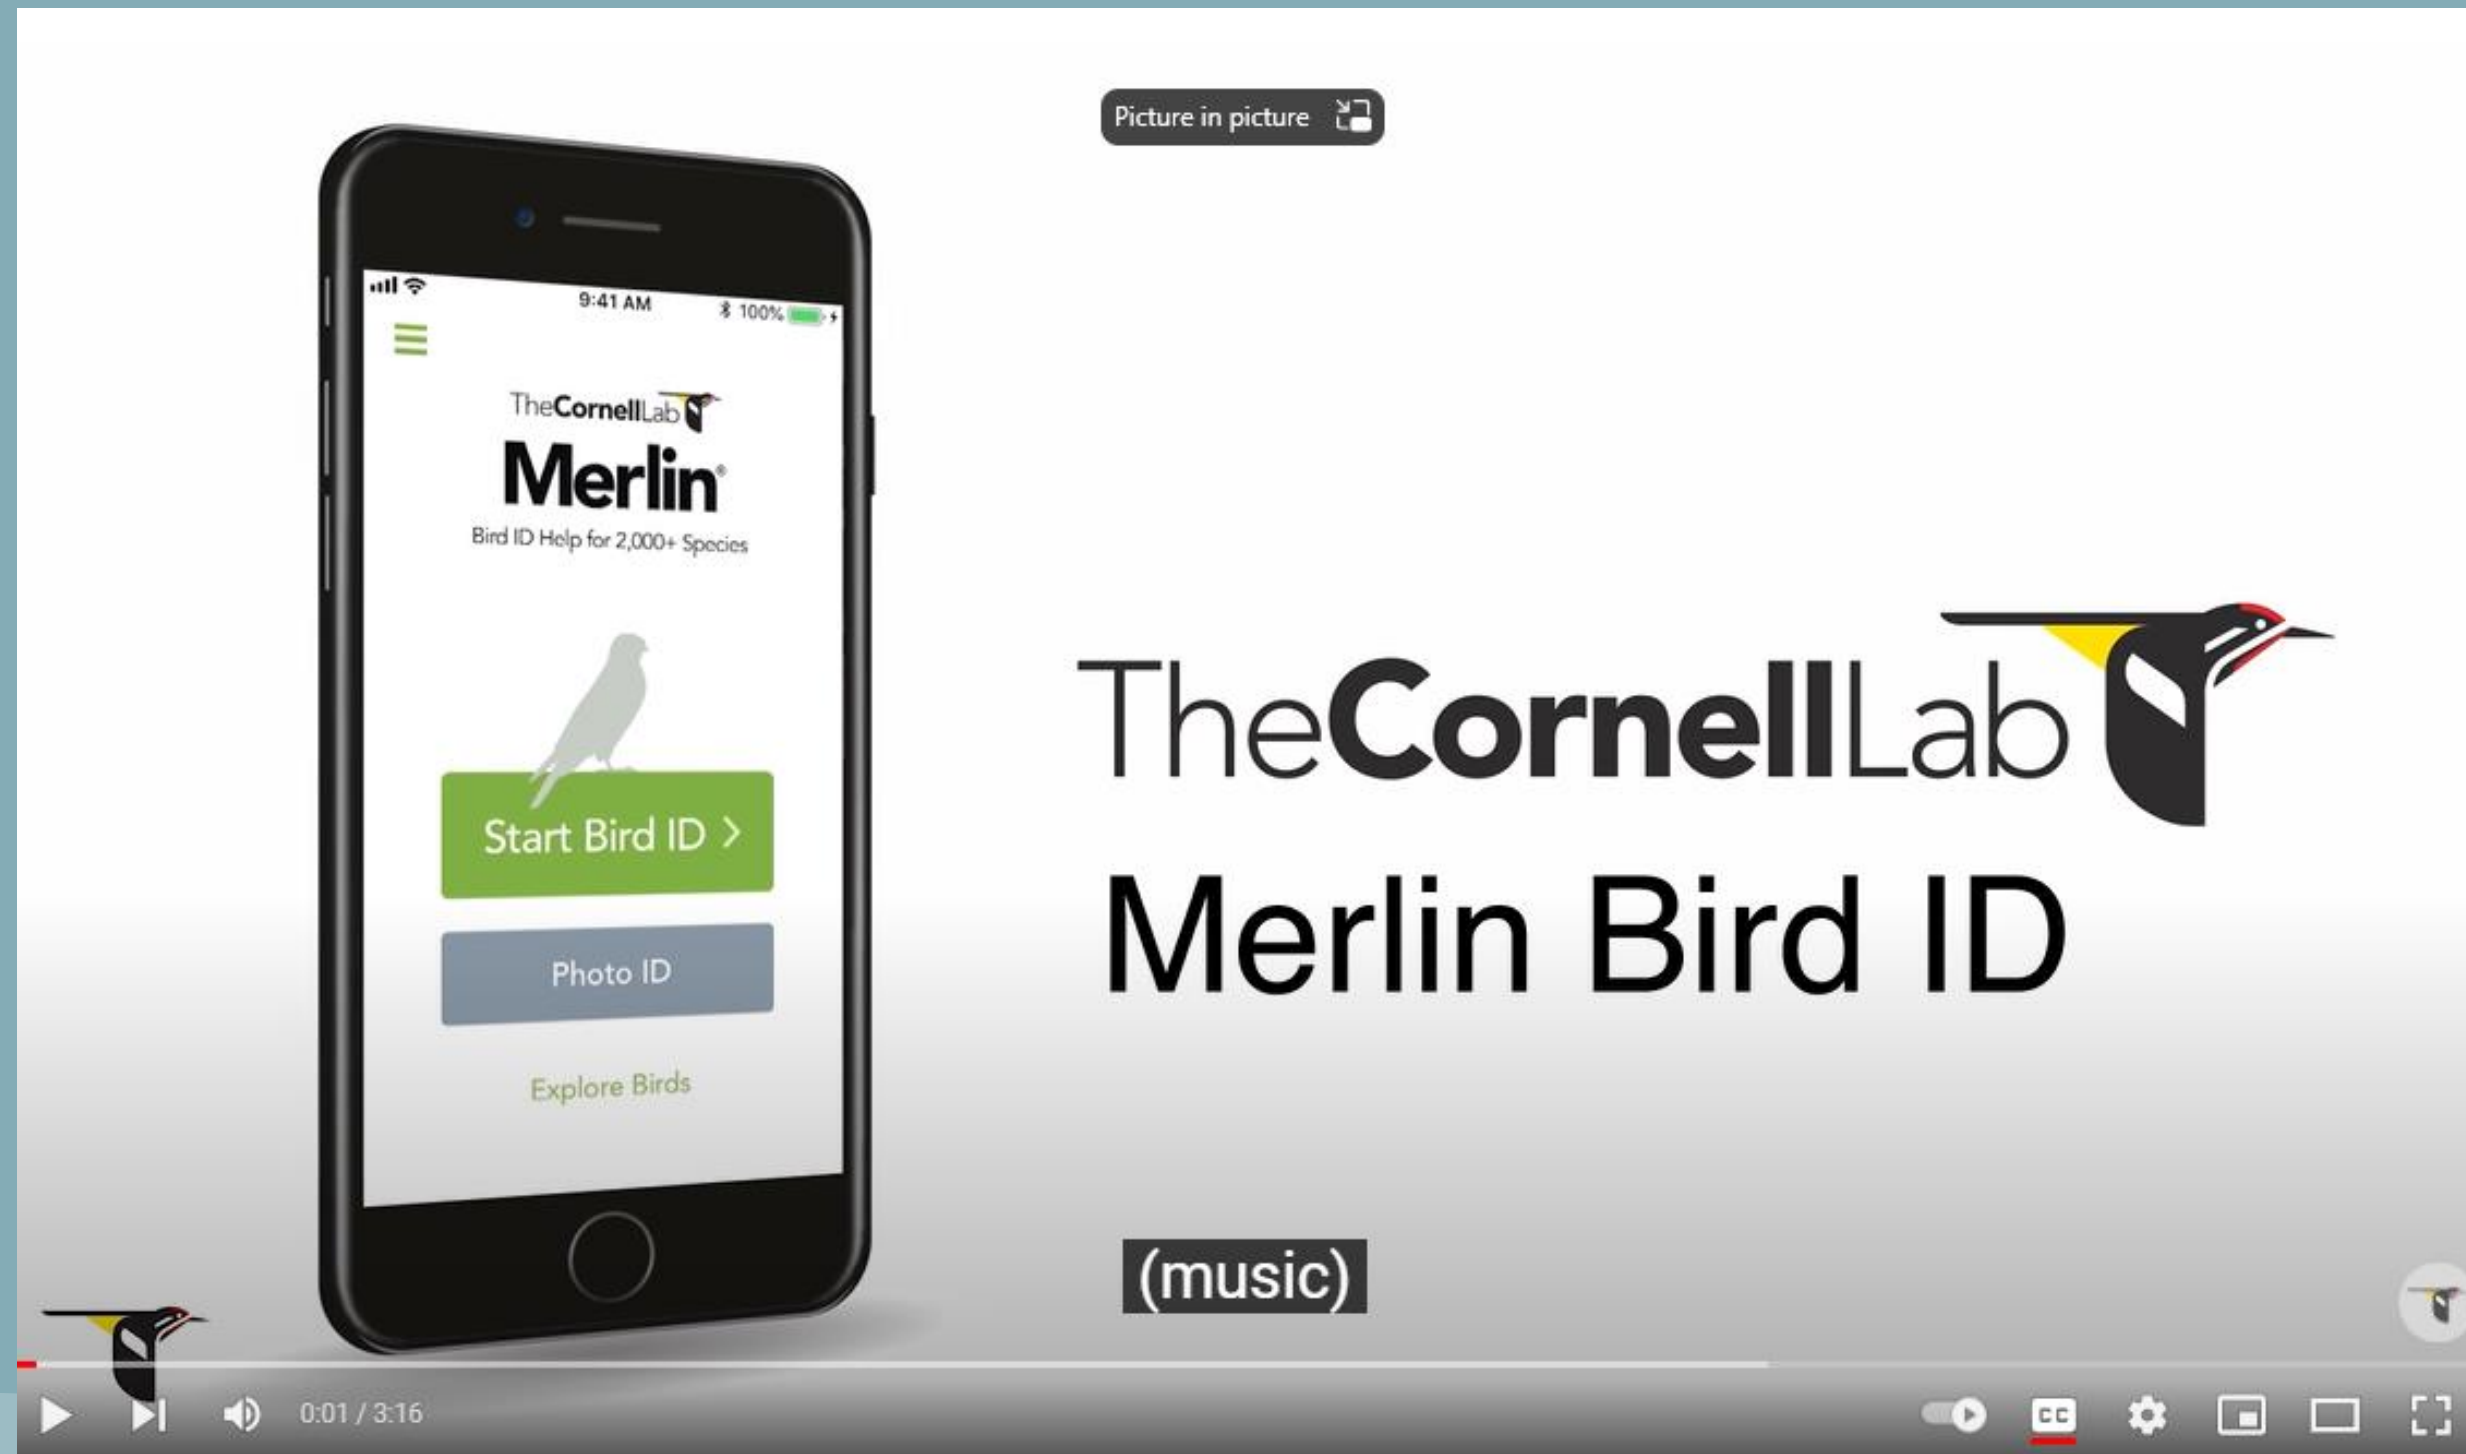 Picture in picture
9:41 AM
100%
TheCornellLab
Merlin®
Bird ID Help for 2,000+ Species
Start Bird ID >
Photo ID
Explore Birds
TheCornellLab
Merlin Bird ID
(music)
0:01 / 3:16
CC